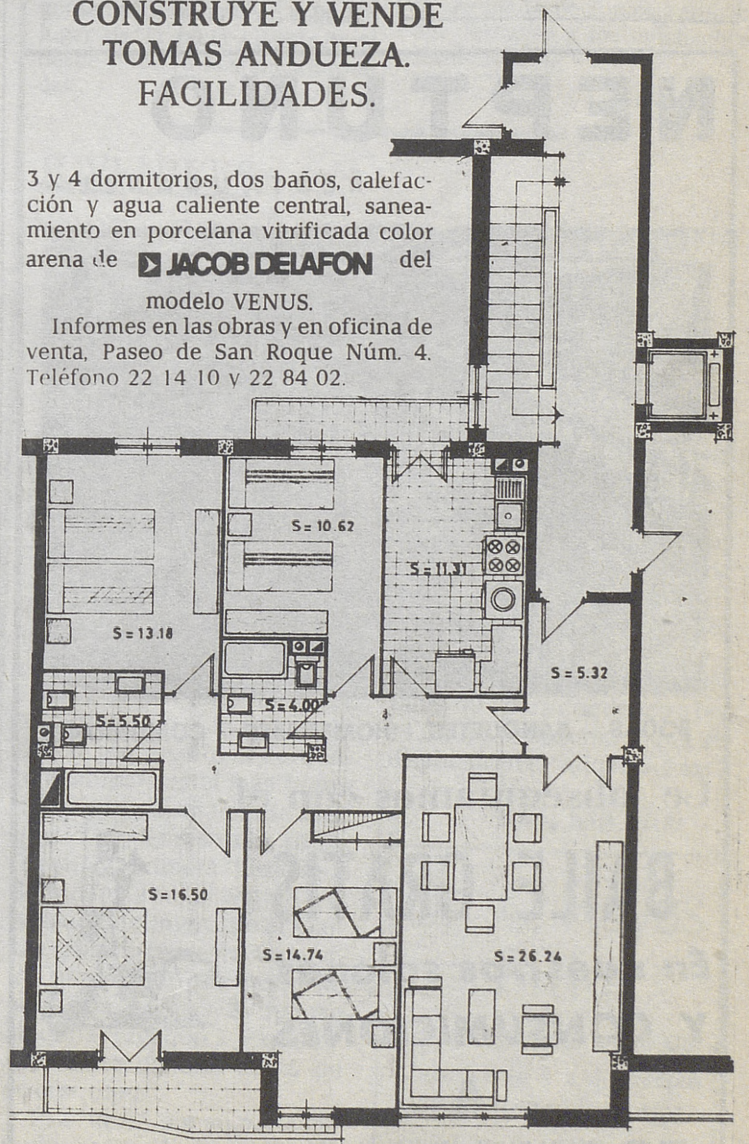 CONSTRUYE Y VENDE
TOMAS ANDUEZA.
FACILIDADES.
3 y 4 dormitorios, dos baños, calefac-
ción y agua caliente central, sanea-
miento en porcelana vitrificada color
arena de JACOB DELAFON del
modelo VENUS.
Informes en las obras y en oficina de
venta, Paseo de San Roque Núm. 4.
Teléfono 22 14 10 y 22 84 02.
S=10.62
S=11.31
S=13.18
S=5.32
S=4.00
S=5.50
S=16.50
S=14.74
S=26.24